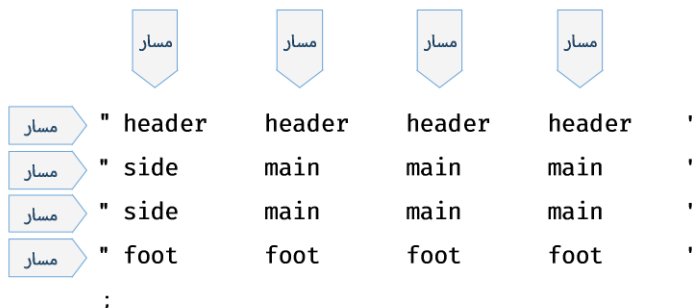 مسار مسار مسار مسار
مسار " header header header header '
مسار " side main main main '
مسار " side main main main '
مسار " foot foot foot foot '
;